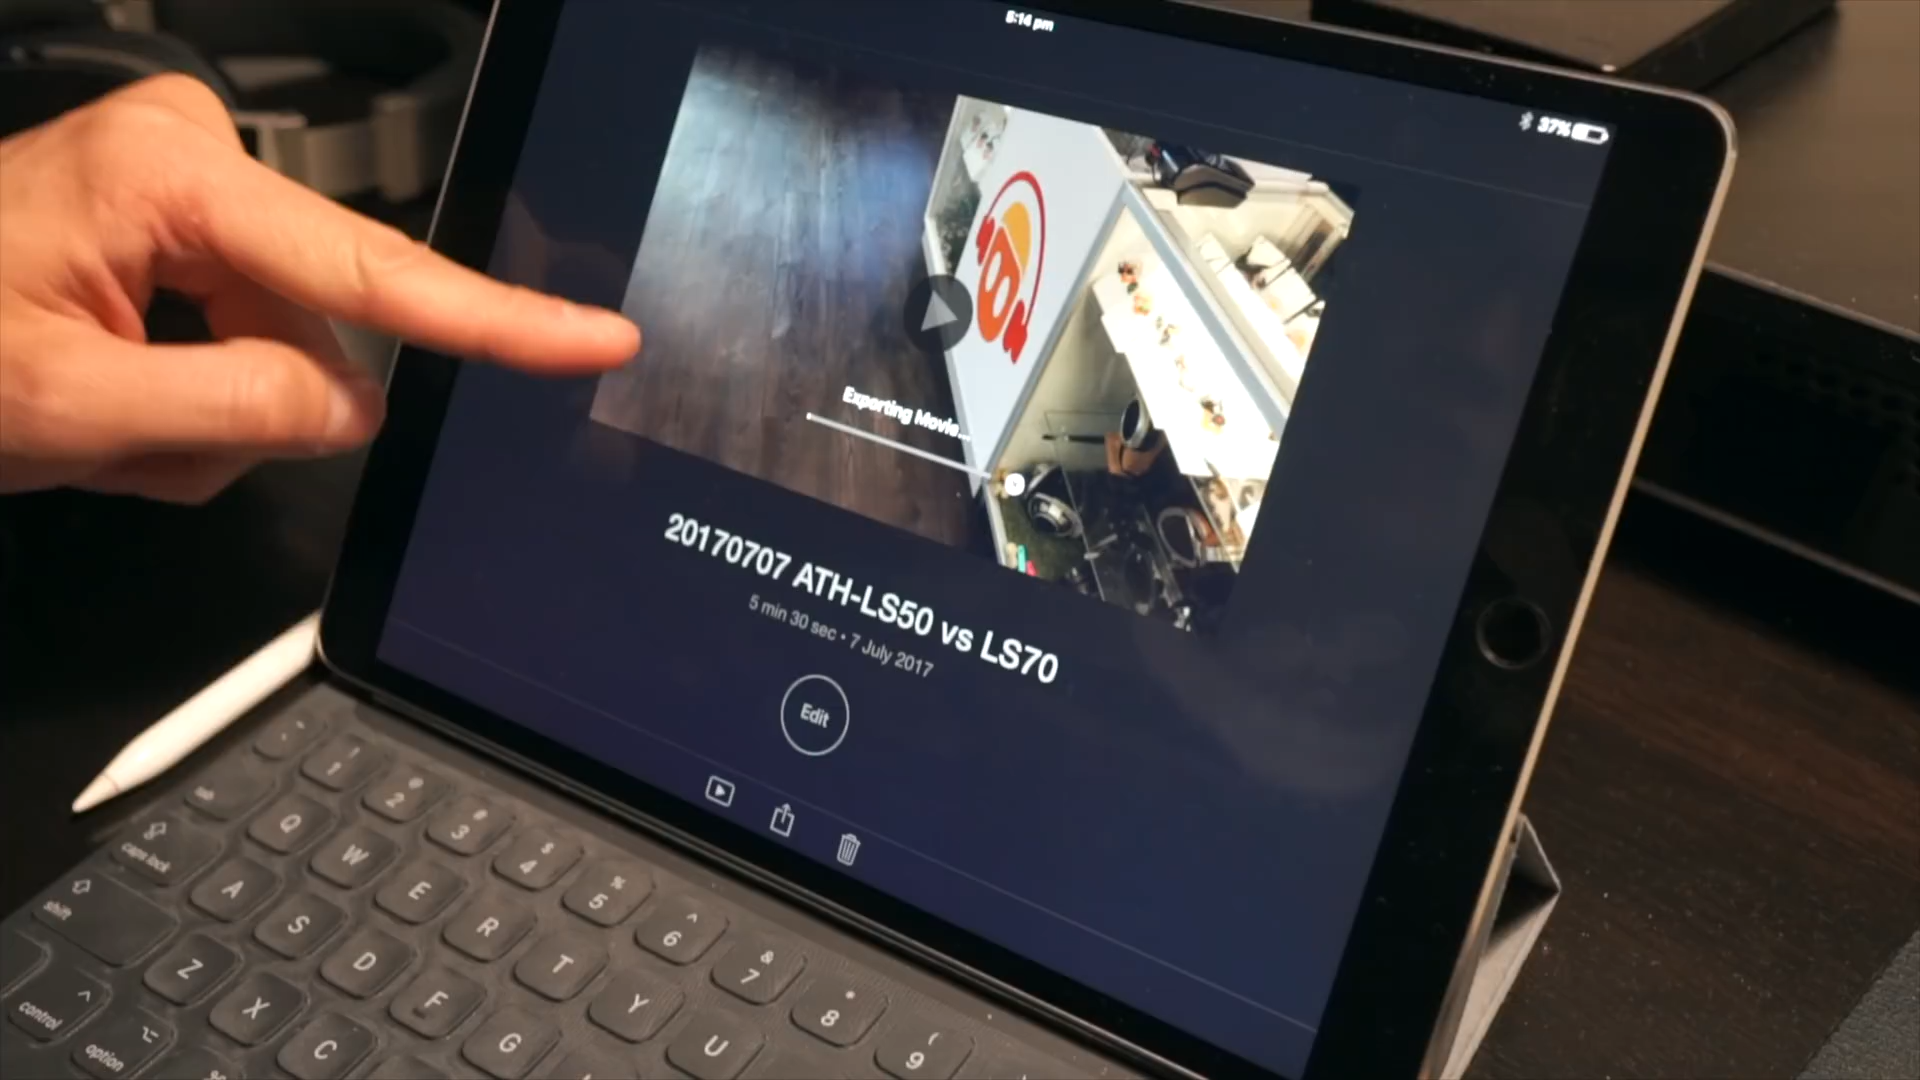 5:14 pm
37%
Exporting Movie...
20170707 ATH-LS50 vs LS70
5 min 30 sec • 7 July 2017
Edit
~
! 1
@ 2
# 3
$ 4
% 5
^ 6
& 7
* 8
( 9
tab
Q
W
E
R
T
Y
U
caps lock
A
S
D
F
G
shift
Z
X
C
control
option
⌘